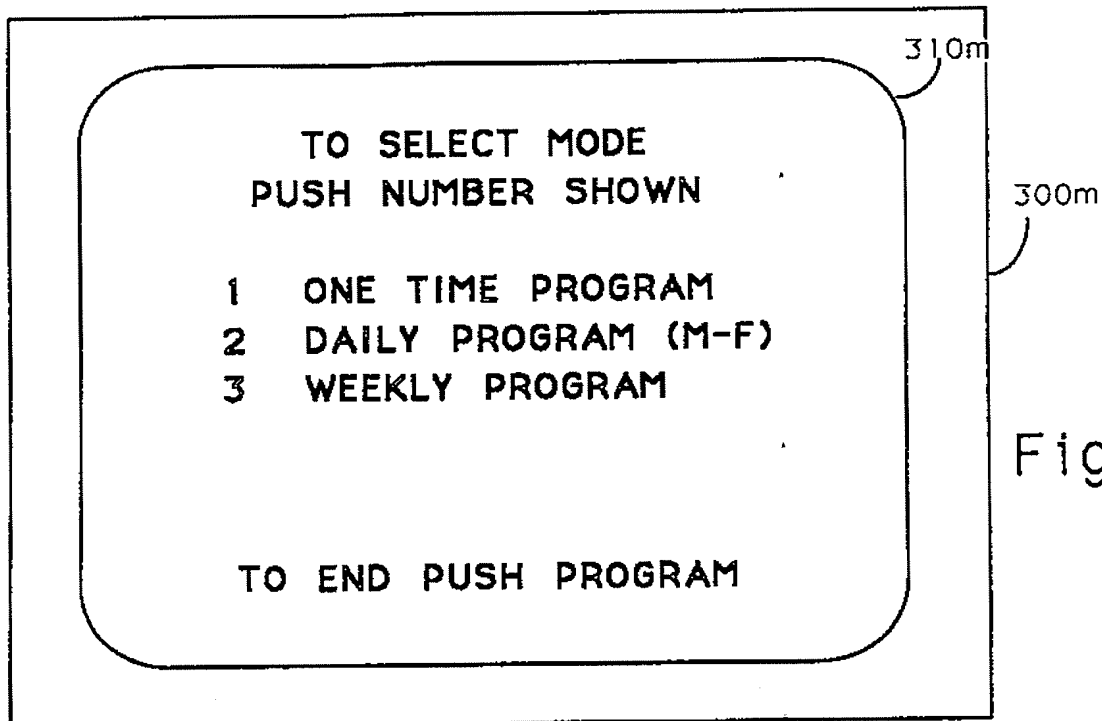 310m
TO SELECT MODE
PUSH NUMBER SHOWN
300m
1 ONE TIME PROGRAM
2 DAILY PROGRAM (M-F)
3 WEEKLY PROGRAM
Fig
TO END PUSH PROGRAM